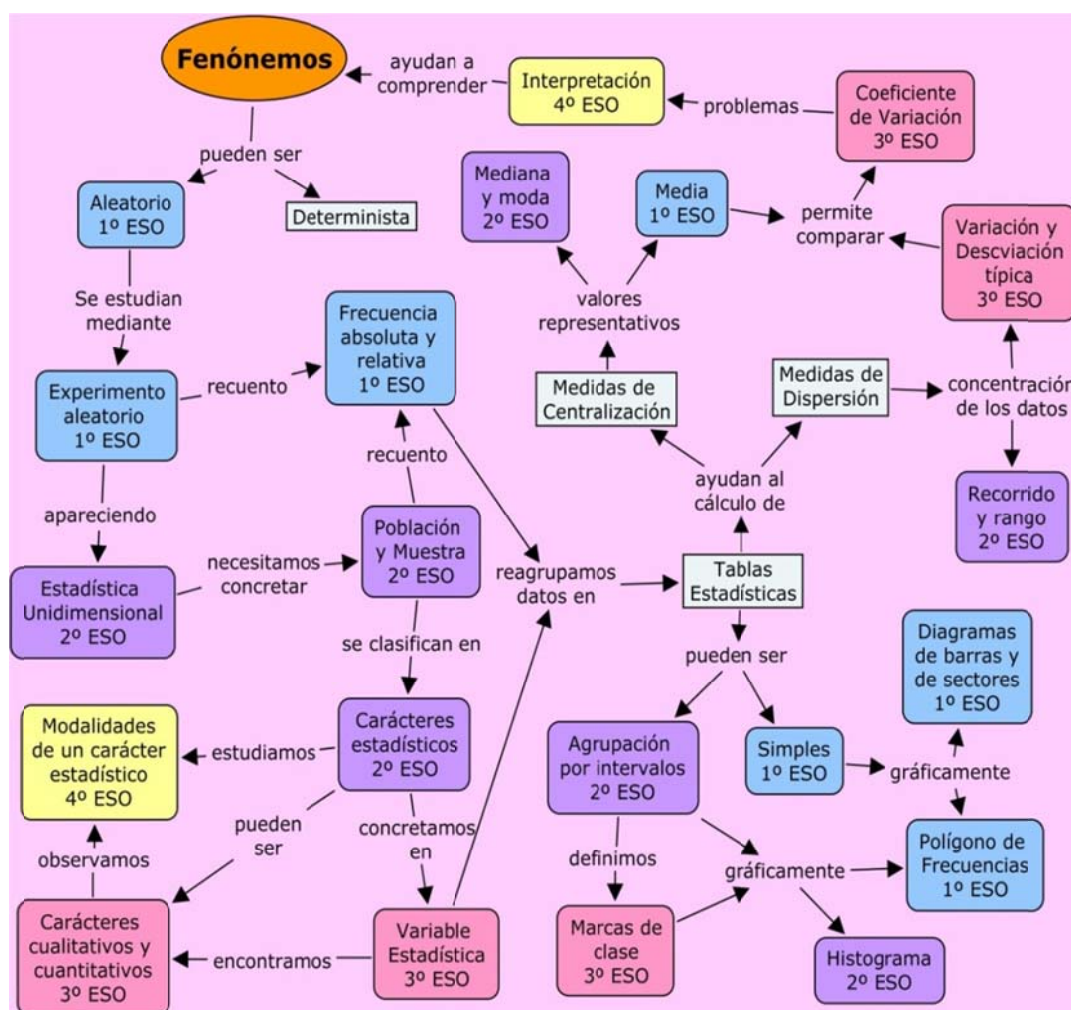 Fenónemos
ayudan a
comprender
Interpretación
4º ESO
problemas
Coeficiente
de Variación
3º ESO
pueden ser
Aleatorio
1º ESO
Determinista
Mediana
y moda
2º ESO
Media
1º ESO
permite
comparar
Variación y
Descviación
típica
3º ESO
Se estudian
mediante
valores
representativos
Frecuencia
absoluta y
relativa
1º ESO
Experimento
aleatorio
1º ESO
recuento
Medidas de
Centralización
Medidas de
Dispersión
concentración
de los datos
recuento
ayudan al
cálculo de
Recorrido
y rango
2º ESO
apareciendo
Población
y Muestra
2º ESO
Estadística
Unidimensional
2º ESO
necesitamos
concretar
reagrupamos
datos en
Tablas
Estadísticas
se clasifican en
pueden ser
Diagramas
de barras y
de sectores
1º ESO
Modalidades
de un carácter
estadístico
4º ESO
estudiamos
Carácteres
estadísticos
2º ESO
Agrupación
por intervalos
2º ESO
Simples
1º ESO
gráficamente
pueden
ser
concretamos
en
observamos
definimos
gráficamente
Polígono de
Frecuencias
1º ESO
Carácteres
cualitativos y
cuantitativos
3º ESO
encontramos
Variable
Estadística
3º ESO
Marcas de
clase
3º ESO
Histograma
2º ESO